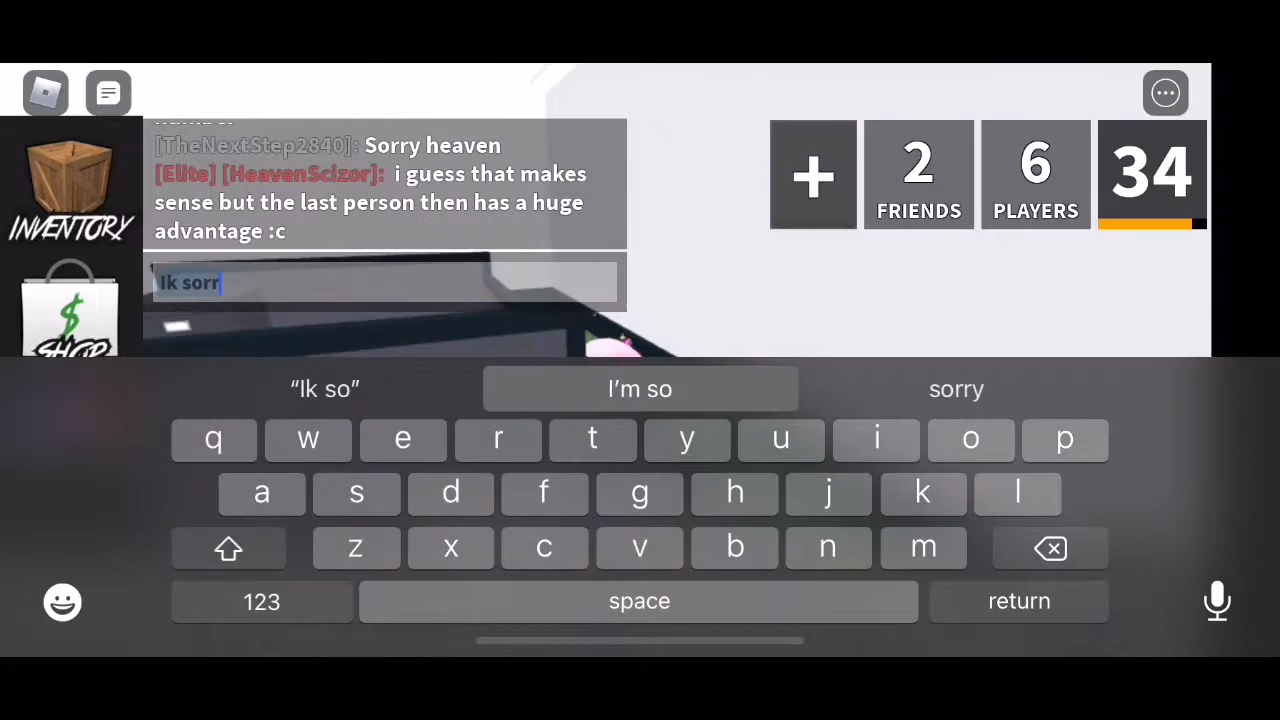 [TheNextStep2840]: Sorry heaven
[Elite] [HeavenScizor]: i guess that makes
sense but the last person then has a huge
advantage :c
Ik sorr
INVENTORY
$
SHOP
+
2
FRIENDS
6
PLAYERS
34
“Ik so” I’m so sorry
q w e r t y u i o p
a s d f g h j k l
z x c v b n m
123 space return